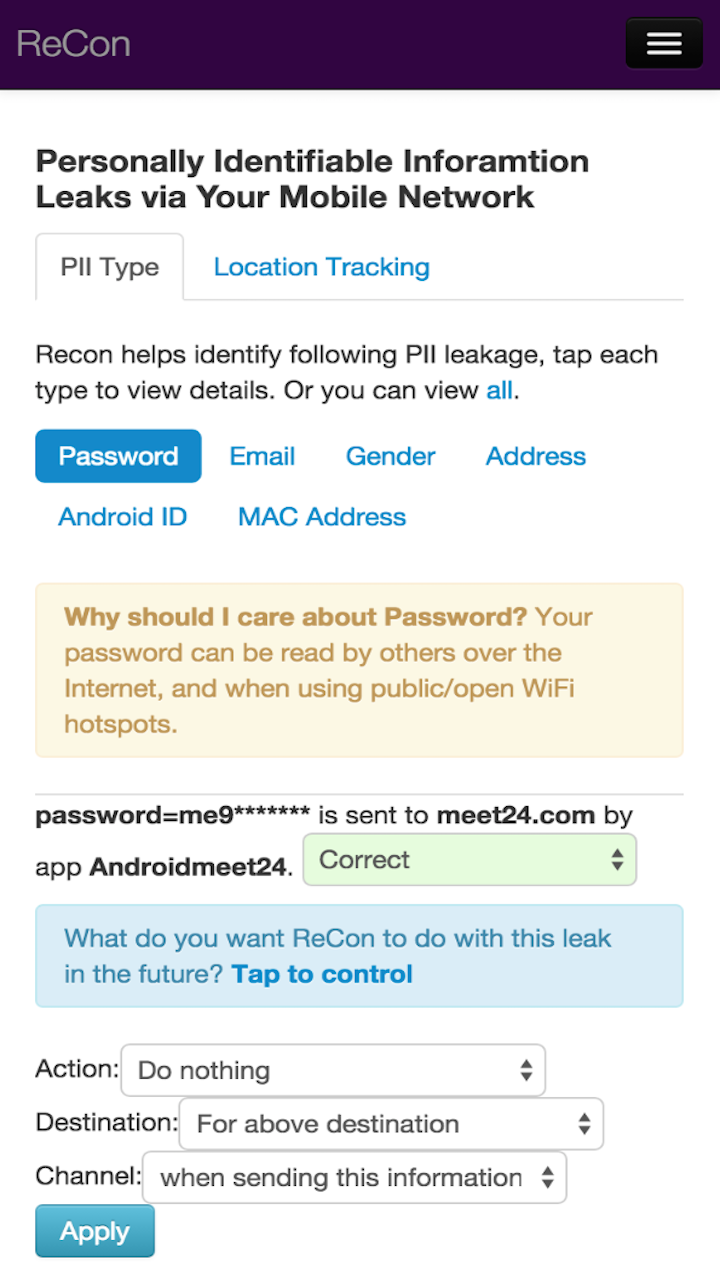 ReCon
Personally Identifiable Inforamtion
Leaks via Your Mobile Network
PII Type Location Tracking
Recon helps identify following PII leakage, tap each
type to view details. Or you can view all.
Password Email Gender Address
Android ID MAC Address
Why should I care about Password? Your
password can be read by others over the
Internet, and when using public/open WiFi
hotspots.
password=me9******* is sent to meet24.com by
app Androidmeet24. Correct
What do you want ReCon to do with this leak
in the future? Tap to control
Action: Do nothing
Destination: For above destination
Channel: when sending this information
Apply